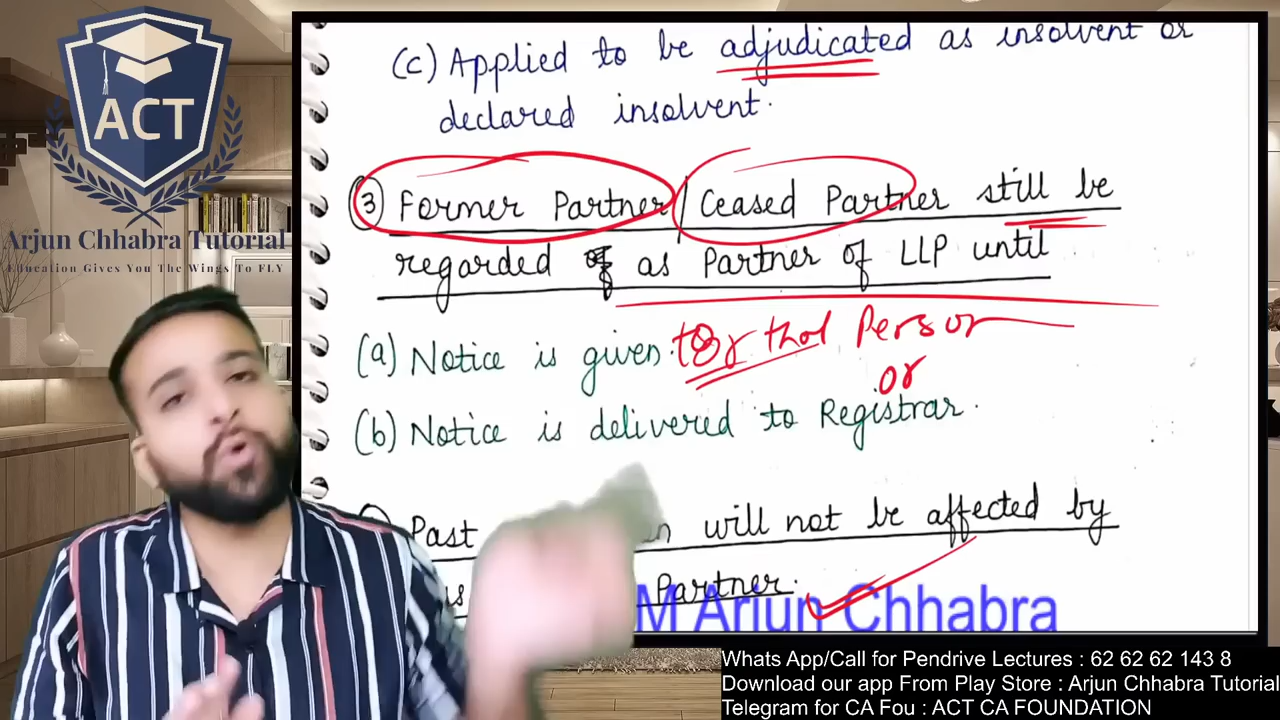 ACT
Arjun Chhabra Tutorial
Education Gives You The Wings To FLY
(c) Applied to be adjudicated as insolvent or
declared insolvent.
③ Former Partner/Ceased Partner still be
regarded as Partner of LLP until
(a) Notice is given. to that Person
or
(b) Notice is delivered to Registrar.
Past will not be affected by
Partner.
M Arjun Chhabra
Whats App/Call for Pendrive Lectures : 62 62 62 143 8
Download our app From Play Store : Arjun Chhabra Tutorial
Telegram for CA Fou : ACT CA FOUNDATION